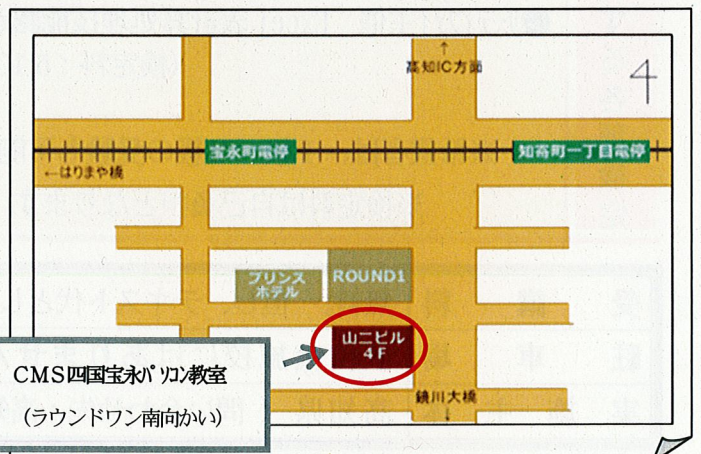 ↑
高知IC方面
4
宝永町電停
知寄町一丁目電停
←はりまや橋
プリンス
ホテル
ROUND1
山二ビル
4F
CMS四国宝永パソコン教室
(ラウンドワン南向かい)
鏡川大橋
↓